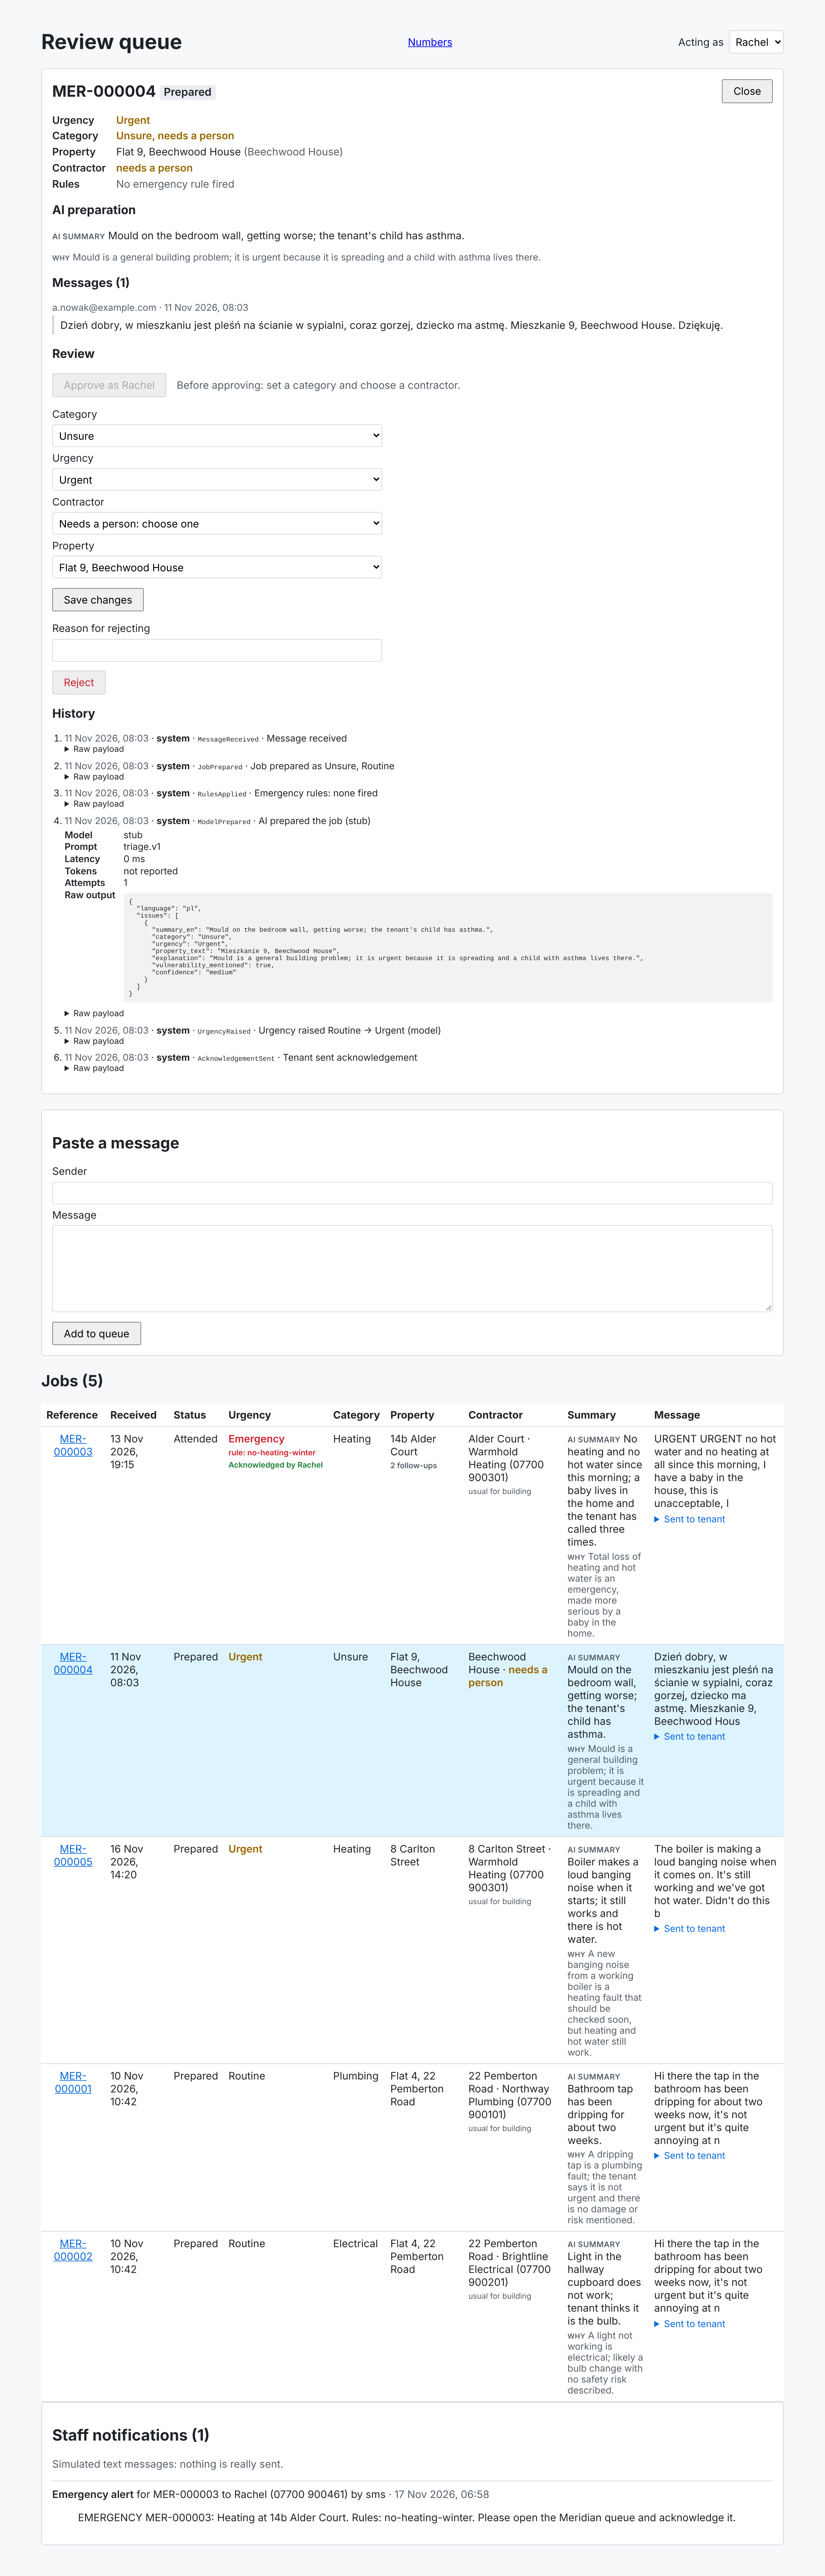 Review queue
Numbers
Acting as Rachel
MER-000004 Prepared
Close
Urgency Urgent
Category Unsure, needs a person
Property Flat 9, Beechwood House (Beechwood House)
Contractor needs a person
Rules No emergency rule fired
AI preparation
AI SUMMARY Mould on the bedroom wall, getting worse; the tenant's child has asthma.
WHY Mould is a general building problem; it is urgent because it is spreading and a child with asthma lives there.
Messages (1)
a.nowak@example.com · 11 Nov 2026, 08:03
Dzień dobry, w mieszkaniu jest pleśń na ścianie w sypialni, coraz gorzej, dziecko ma astmę. Mieszkanie 9, Beechwood House. Dziękuję.
Review
Approve as Rachel Before approving: set a category and choose a contractor.
Category
Unsure
Urgency
Urgent
Contractor
Needs a person: choose one
Property
Flat 9, Beechwood House
Save changes
Reason for rejecting
Reject
History
1. 11 Nov 2026, 08:03 · system · MessageReceived · Message received
▶ Raw payload
2. 11 Nov 2026, 08:03 · system · JobPrepared · Job prepared as Unsure, Routine
▶ Raw payload
3. 11 Nov 2026, 08:03 · system · RulesApplied · Emergency rules: none fired
▶ Raw payload
4. 11 Nov 2026, 08:03 · system · ModelPrepared · AI prepared the job (stub)
Model stub
Prompt triage.v1
Latency 0 ms
Tokens not reported
Attempts 1
Raw output {
"language": "pl",
"issues": [
{
"summary_en": "Mould on the bedroom wall, getting worse; the tenant's child has asthma.",
"category": "Unsure",
"urgency": "Urgent",
"property_text": "Mieszkanie 9, Beechwood House",
"explanation": "Mould is a general building problem; it is urgent because it is spreading and a child with asthma lives there.",
"vulnerability_mentioned": true,
"confidence": "medium"
}
]
}
▶ Raw payload
5. 11 Nov 2026, 08:03 · system · UrgencyRaised · Urgency raised Routine → Urgent (model)
▶ Raw payload
6. 11 Nov 2026, 08:03 · system · AcknowledgementSent · Tenant sent acknowledgement
▶ Raw payload
Paste a message
Sender
Message
Add to queue
Jobs (5)
Reference Received Status Urgency Category Property Contractor Summary Message
MER-
000003
13 Nov
2026,
19:15
Attended
Emergency
rule: no-heating-winter
Acknowledged by Rachel
Heating
14b Alder
Court
2 follow-ups
Alder Court ·
Warmhold
Heating (07700
900301)
usual for building
AI SUMMARY No
heating and no
hot water since
this morning; a
baby lives in
the home and
the tenant has
called three
times.
WHY Total loss of
heating and hot
water is an
emergency,
made more
serious by a
baby in the
home.
URGENT URGENT no hot
water and no heating at
all since this morning, I
have a baby in the
house, this is
unacceptable, I
▶ Sent to tenant
MER-
000004
11 Nov
2026,
08:03
Prepared
Urgent
Unsure
Flat 9,
Beechwood
House
Beechwood
House · needs a
person
AI SUMMARY
Mould on the
bedroom wall,
getting worse;
the tenant's
child has
asthma.
WHY Mould is a
general building
problem; it is
urgent because it
is spreading and
a child with
asthma lives
there.
Dzień dobry, w
mieszkaniu jest pleśń na
ścianie w sypialni, coraz
gorzej, dziecko ma
astmę. Mieszkanie 9,
Beechwood Hous
▶ Sent to tenant
MER-
000005
16 Nov
2026,
14:20
Prepared
Urgent
Heating
8 Carlton
Street
8 Carlton Street ·
Warmhold
Heating (07700
900301)
usual for building
AI SUMMARY
Boiler makes a
loud banging
noise when it
starts; it still
works and
there is hot
water.
WHY A new
banging noise
from a working
boiler is a
heating fault that
should be
checked soon,
but heating and
hot water still
work.
The boiler is making a
loud banging noise when
it comes on. It's still
working and we've got
hot water. Didn't do this
b
▶ Sent to tenant
MER-
000001
10 Nov
2026,
10:42
Prepared
Routine
Plumbing
Flat 4, 22
Pemberton
Road
22 Pemberton
Road · Northway
Plumbing (07700
900101)
usual for building
AI SUMMARY
Bathroom tap
has been
dripping for
about two
weeks.
WHY A dripping
tap is a plumbing
fault; the tenant
says it is not
urgent and there
is no damage or
risk mentioned.
Hi there the tap in the
bathroom has been
dripping for about two
weeks now, it's not
urgent but it's quite
annoying at n
▶ Sent to tenant
MER-
000002
10 Nov
2026,
10:42
Prepared
Routine
Electrical
Flat 4, 22
Pemberton
Road
22 Pemberton
Road · Brightline
Electrical (07700
900201)
usual for building
AI SUMMARY
Light in the
hallway
cupboard does
not work;
tenant thinks it
is the bulb.
WHY A light not
working is
electrical; likely a
bulb change with
no safety risk
described.
Hi there the tap in the
bathroom has been
dripping for about two
weeks now, it's not
urgent but it's quite
annoying at n
▶ Sent to tenant
Staff notifications (1)
Simulated text messages: nothing is really sent.
Emergency alert for MER-000003 to Rachel (07700 900461) by sms · 17 Nov 2026, 06:58
EMERGENCY MER-000003: Heating at 14b Alder Court. Rules: no-heating-winter. Please open the Meridian queue and acknowledge it.